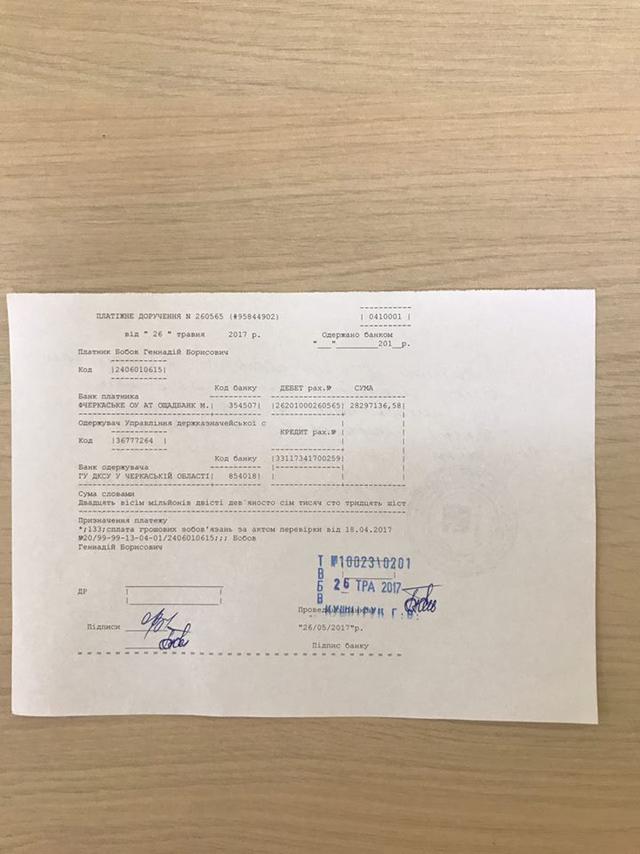 ПЛАТІЖНЕ ДОРУЧЕННЯ N 260565 (#95844902) | 0410001 |
від " 26 " травня 2017 р. Одержано банком
"___"_________201__р.
Платник Бобов Геннадій Борисович
Код |2406010615|
Код банку ДЕБЕТ рах.№ СУМА
Банк платника
ФЧЕРКАСЬКЕ ОУ АТ ОЩАДБАНК М.| 354507| |26201000260565| 28297136,58|
Одержувач Управління держказначейської с
КРЕДИТ рах.№ |
Код |36777264 |
Код банку |33117341700259|
Банк одержувача
ГУ ДКСУ У ЧЕРКАСЬКІЙ ОБЛАСТІ| 854018|
Сума словами
Двадцять вісім мільйонів двісті дев`яносто сім тисяч сто тридцять шіст
Призначення платежу
*;133;сплата грошових зобов'язань за актом перевірки від 18.04.2017
№20/99-99-13-04-01/2406010615;;; Бобов
Геннадій Борисович
ТВБВ №10023\0201
26 ТРА 2017
ДР
Підписи
"26/05/2017"р.
Підпис банку